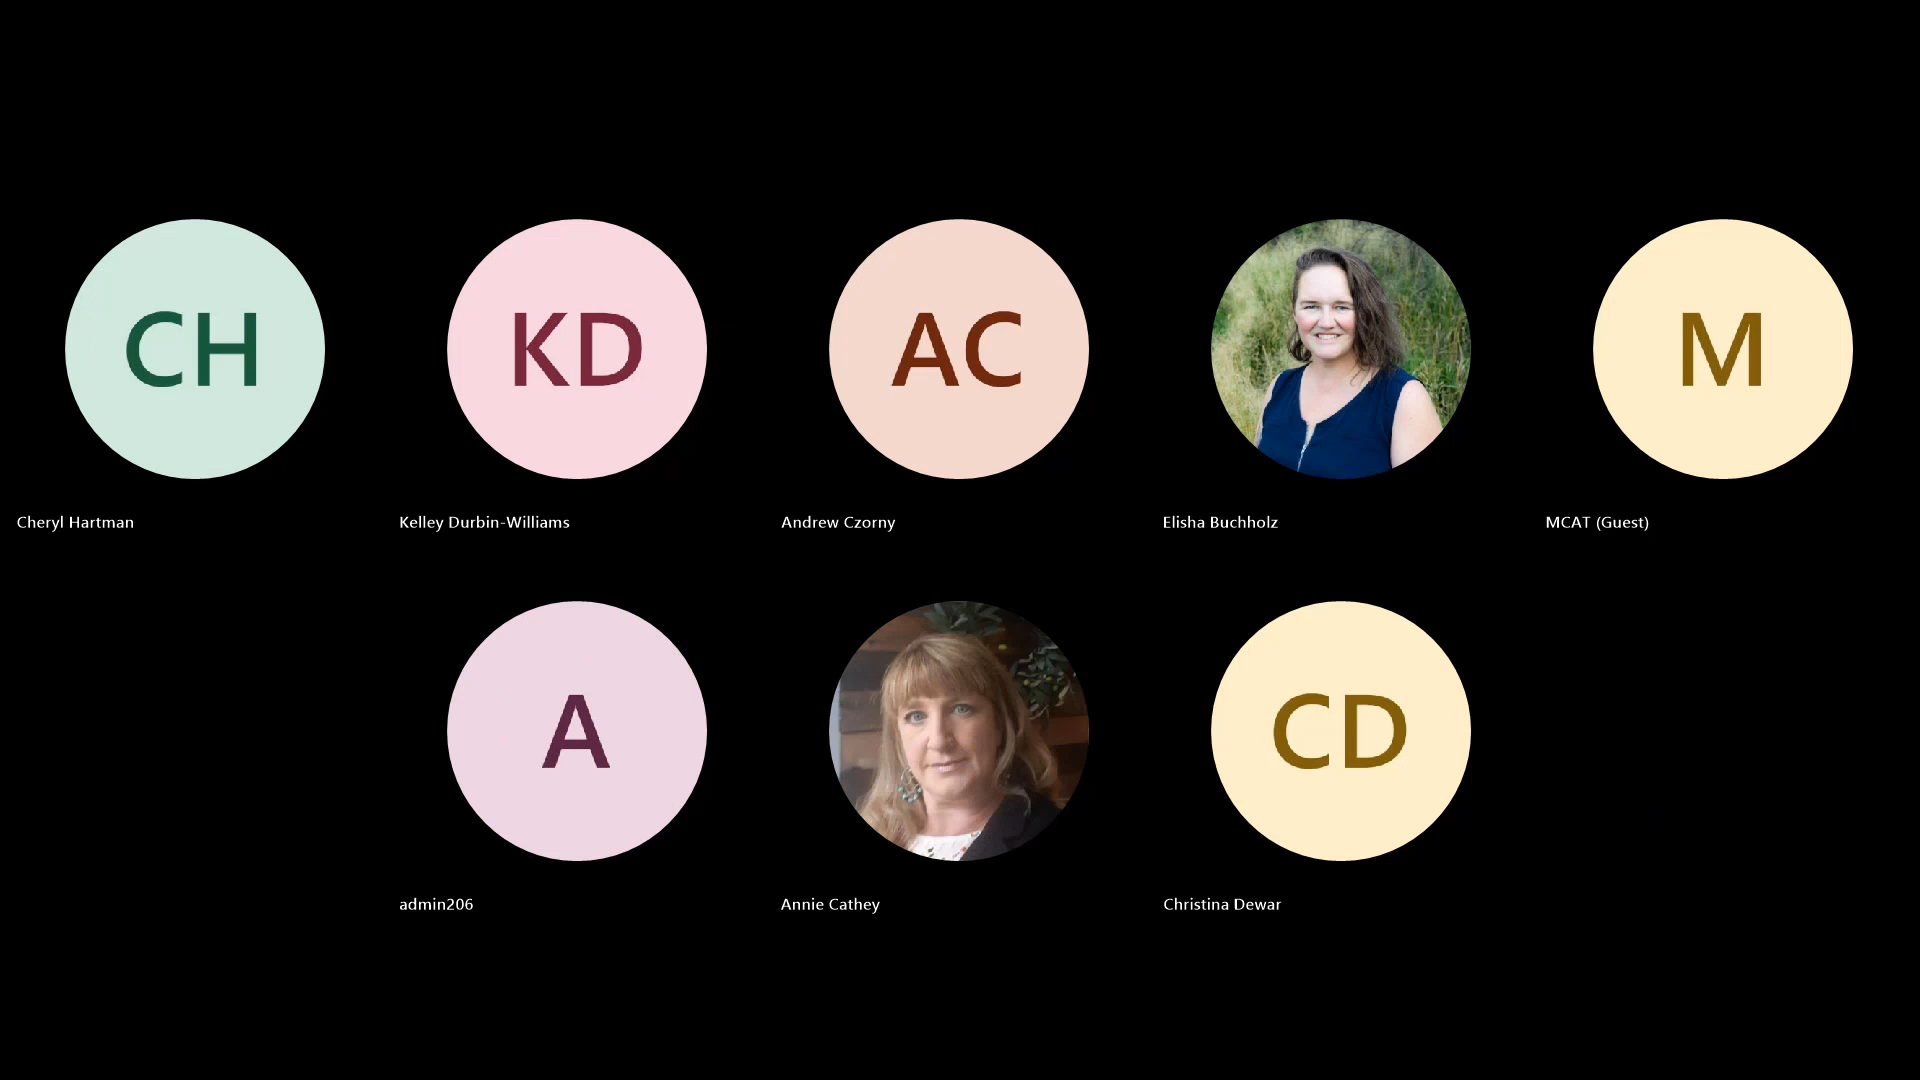 CH
KD
AC
M
Cheryl Hartman
Kelley Durbin-Williams
Andrew Czorny
Elisha Buchholz
MCAT (Guest)
A
CD
admin206
Annie Cathey
Christina Dewar